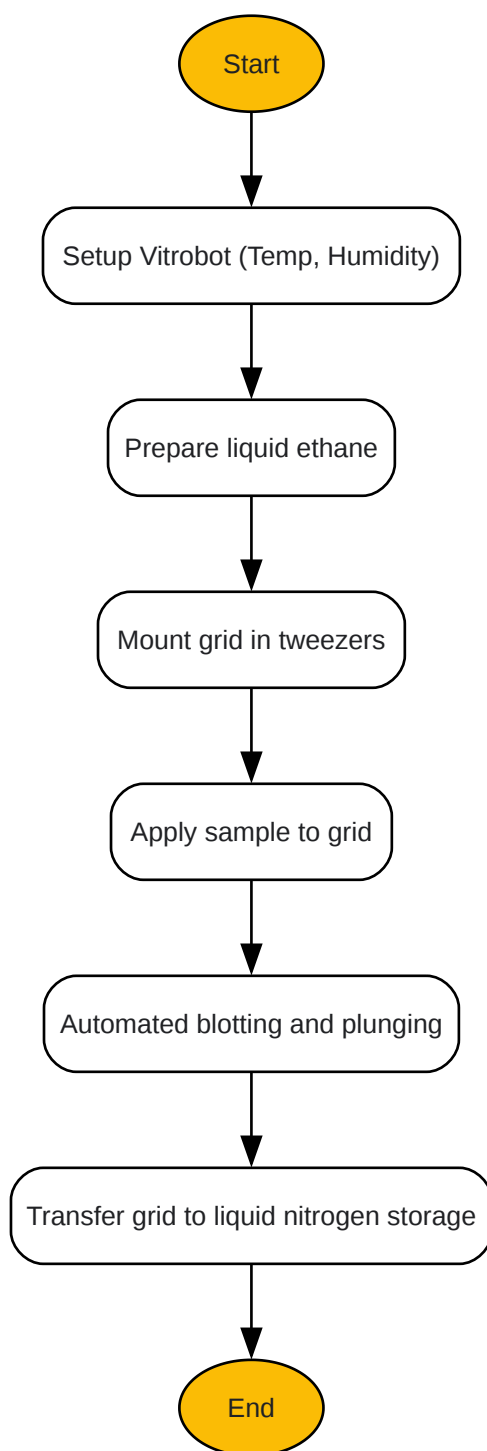 Start
Setup Vitrobot (Temp, Humidity)
Prepare liquid ethane
Mount grid in tweezers
Apply sample to grid
Automated blotting and plunging
Transfer grid to liquid nitrogen storage
End